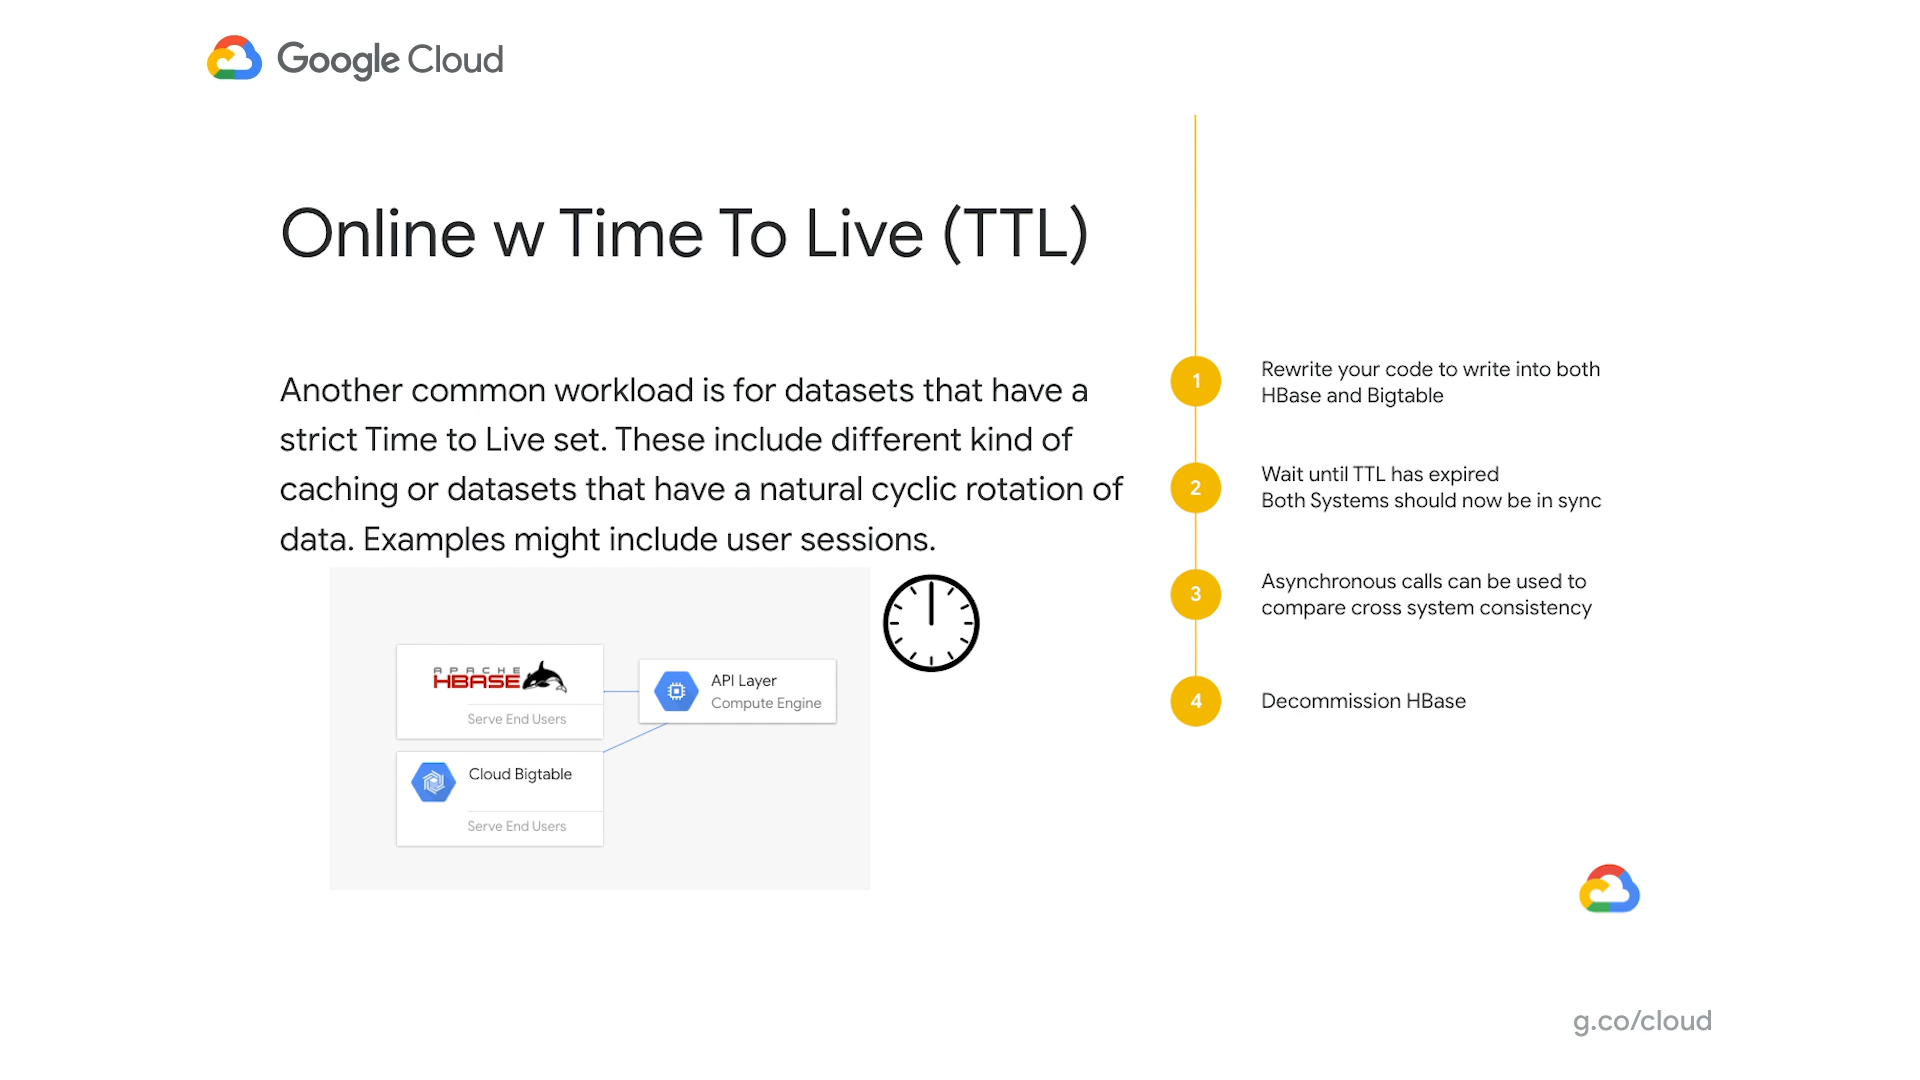 Google Cloud
Online w Time To Live (TTL)
Another common workload is for datasets that have a
strict Time to Live set. These include different kind of
caching or datasets that have a natural cyclic rotation of
data. Examples might include user sessions.
APACHE
HBASE
Serve End Users
API Layer
Compute Engine
Cloud Bigtable
Serve End Users
1
Rewrite your code to write into both
HBase and Bigtable
2
Wait until TTL has expired
Both Systems should now be in sync
3
Asynchronous calls can be used to
compare cross system consistency
4
Decommission HBase
g.co/cloud